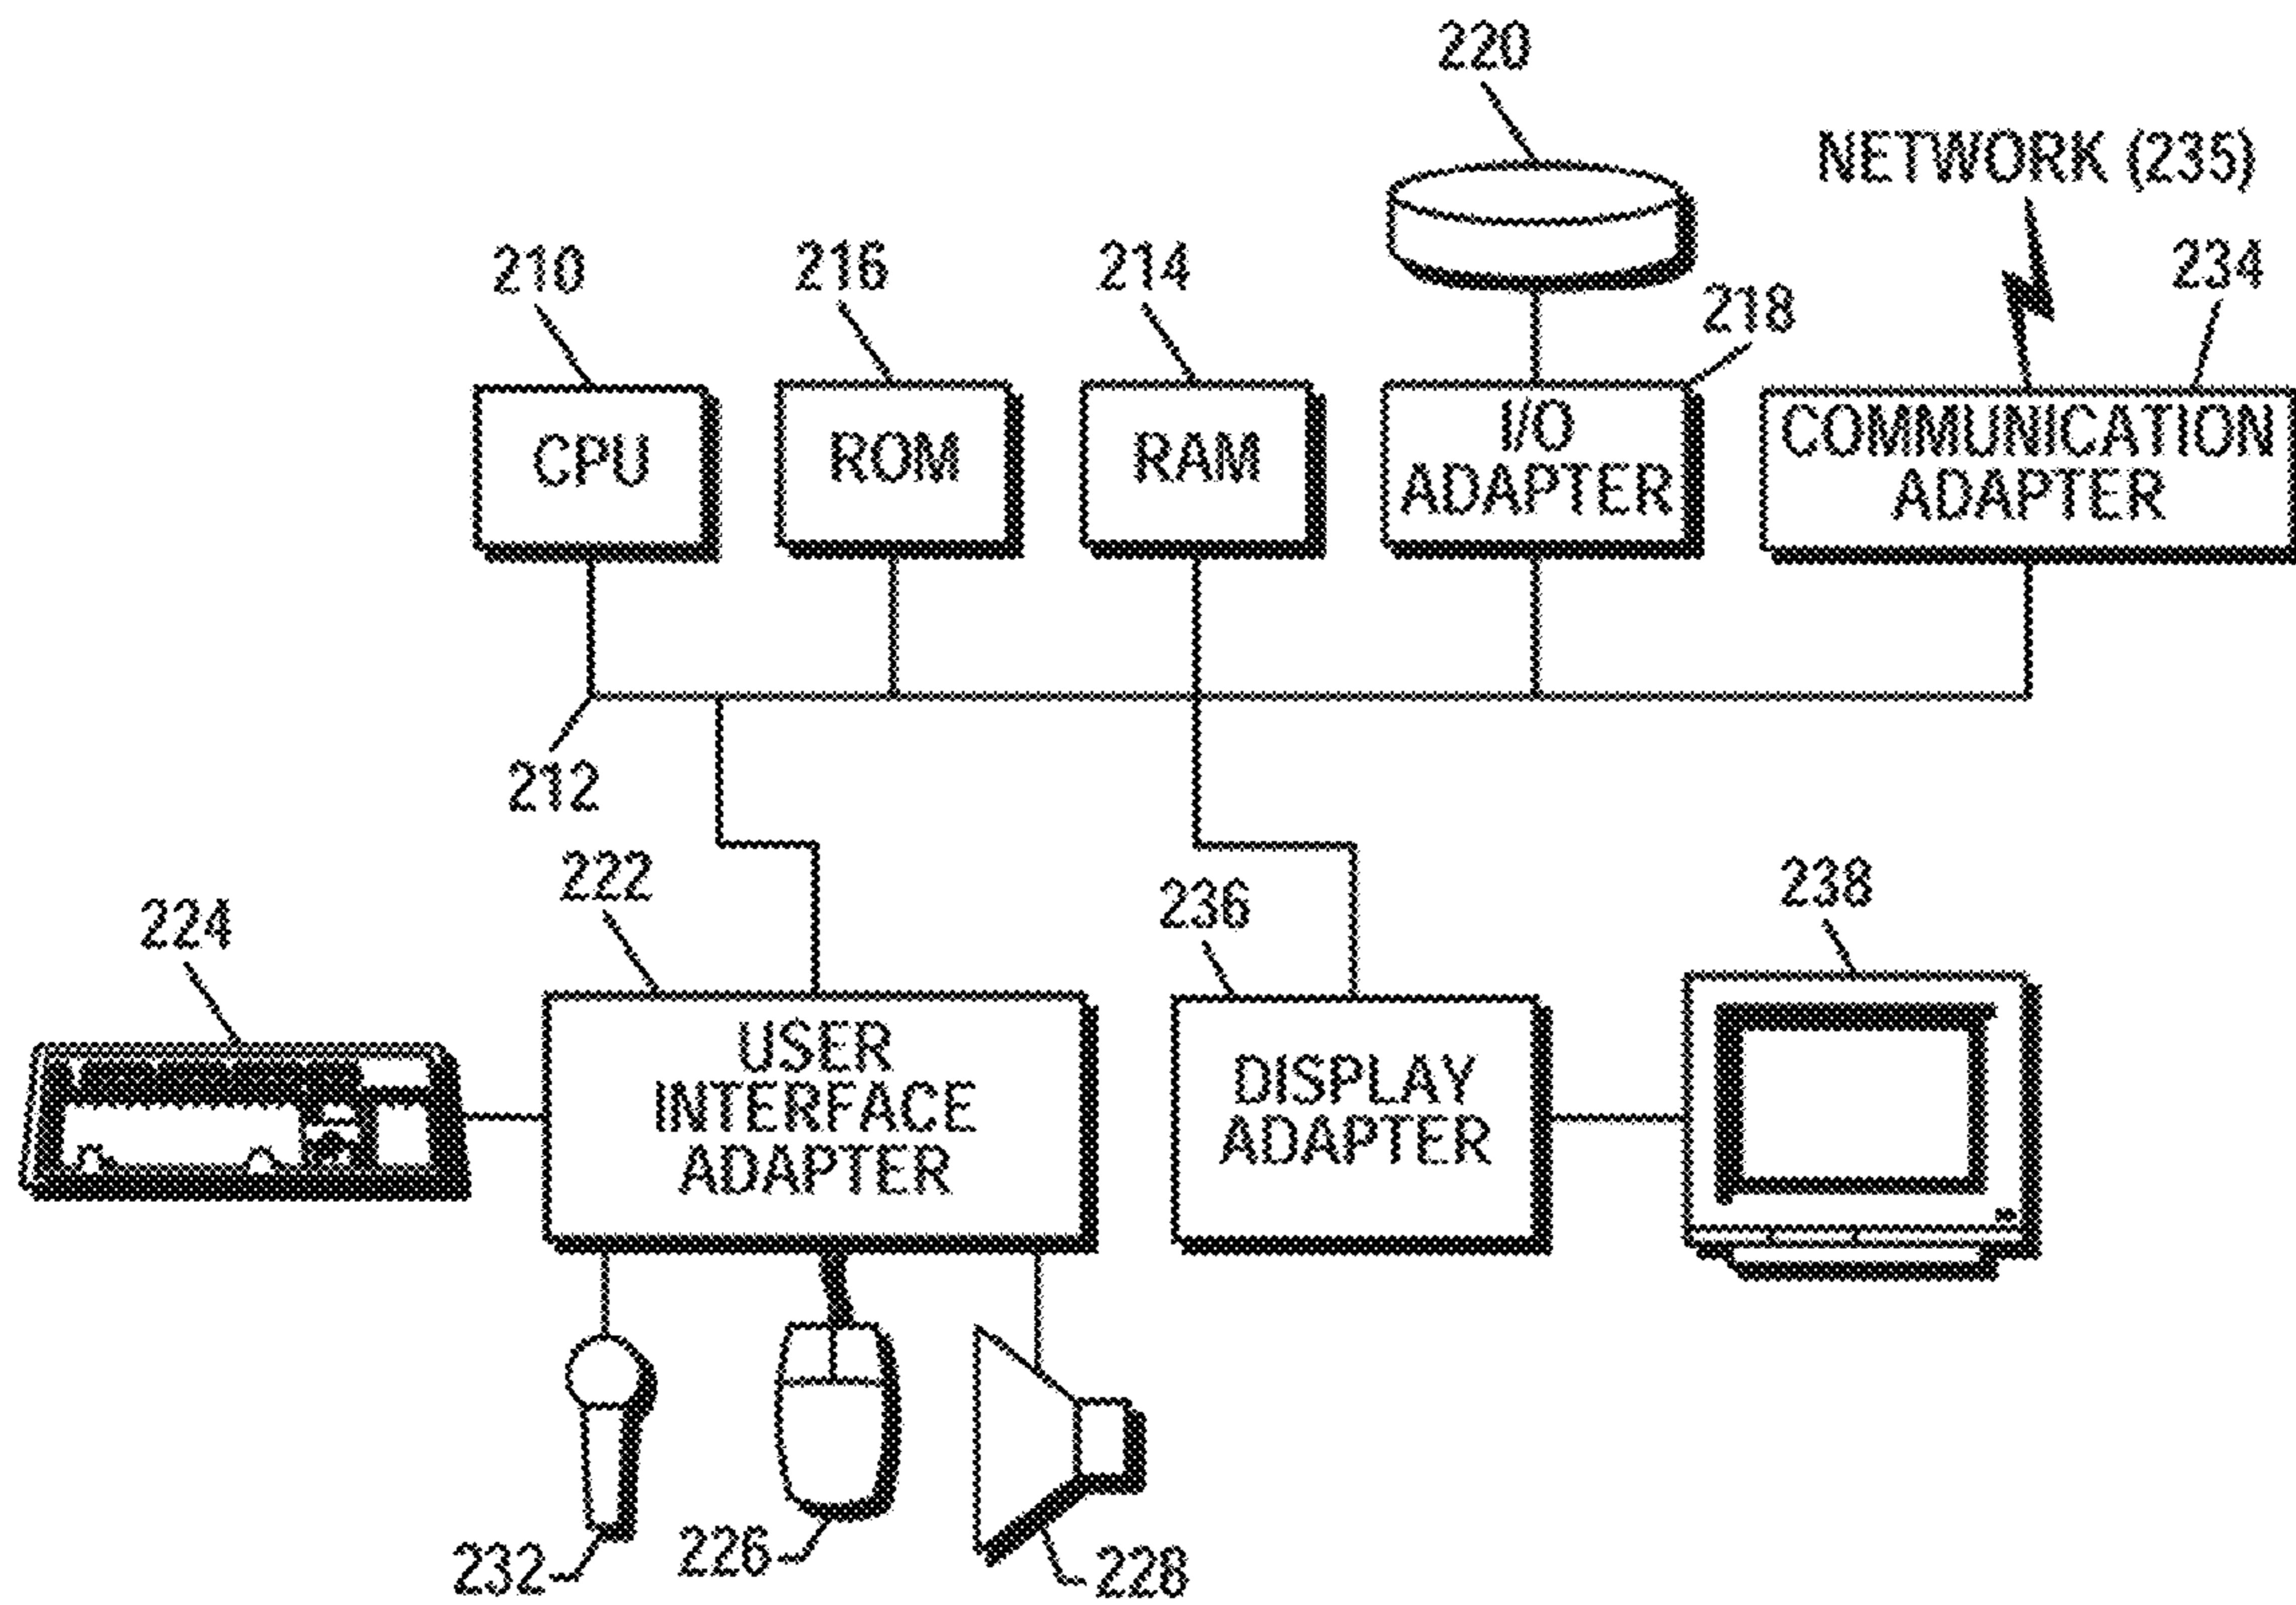 220
NETWORK (235)
210
216
214
218
234
CPU
ROM
RAM
I/O
ADAPTER
COMMUNICATION
ADAPTER
212
222
236
238
224
USER
INTERFACE
ADAPTER
DISPLAY
ADAPTER
232
226
228